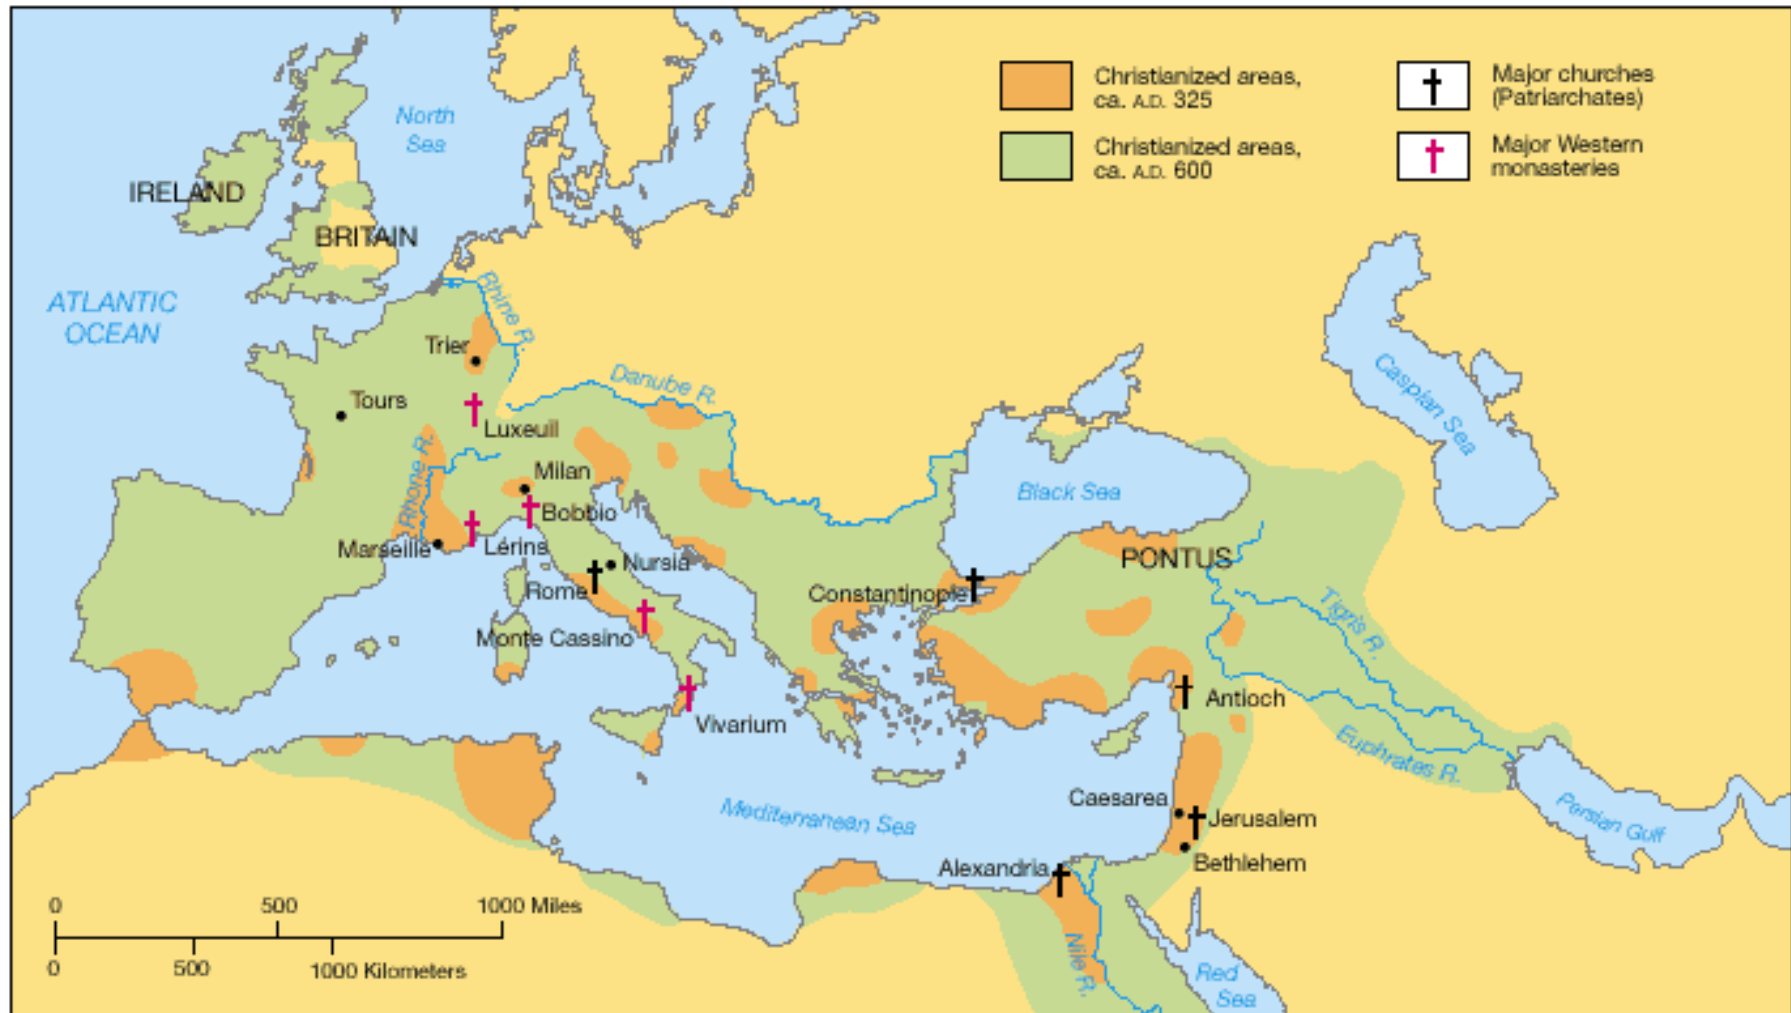 Christianized areas,
ca. A.D. 325
Major churches
(Patriarchates)
Christianized areas,
ca. A.D. 600
Major Western
monasteries
North
Sea
IRELAND
BRITAIN
ATLANTIC
OCEAN
Rhine R.
Trier
Danube R.
Tours
Luxeuil
Caspian Sea
Rhone R.
Milan
Black Sea
Bobbio
Marseille
Lérins
Nursia
PONTUS
Rome
Constantinople
Tigris R.
Monte Cassino
Antioch
Vivarium
Euphrates R.
Caesarea
Mediterranean Sea
Jerusalem
Persian Gulf
Alexandria
Bethlehem
0 500 1000 Miles
0 500 1000 Kilometers
Nile R.
Red
Sea